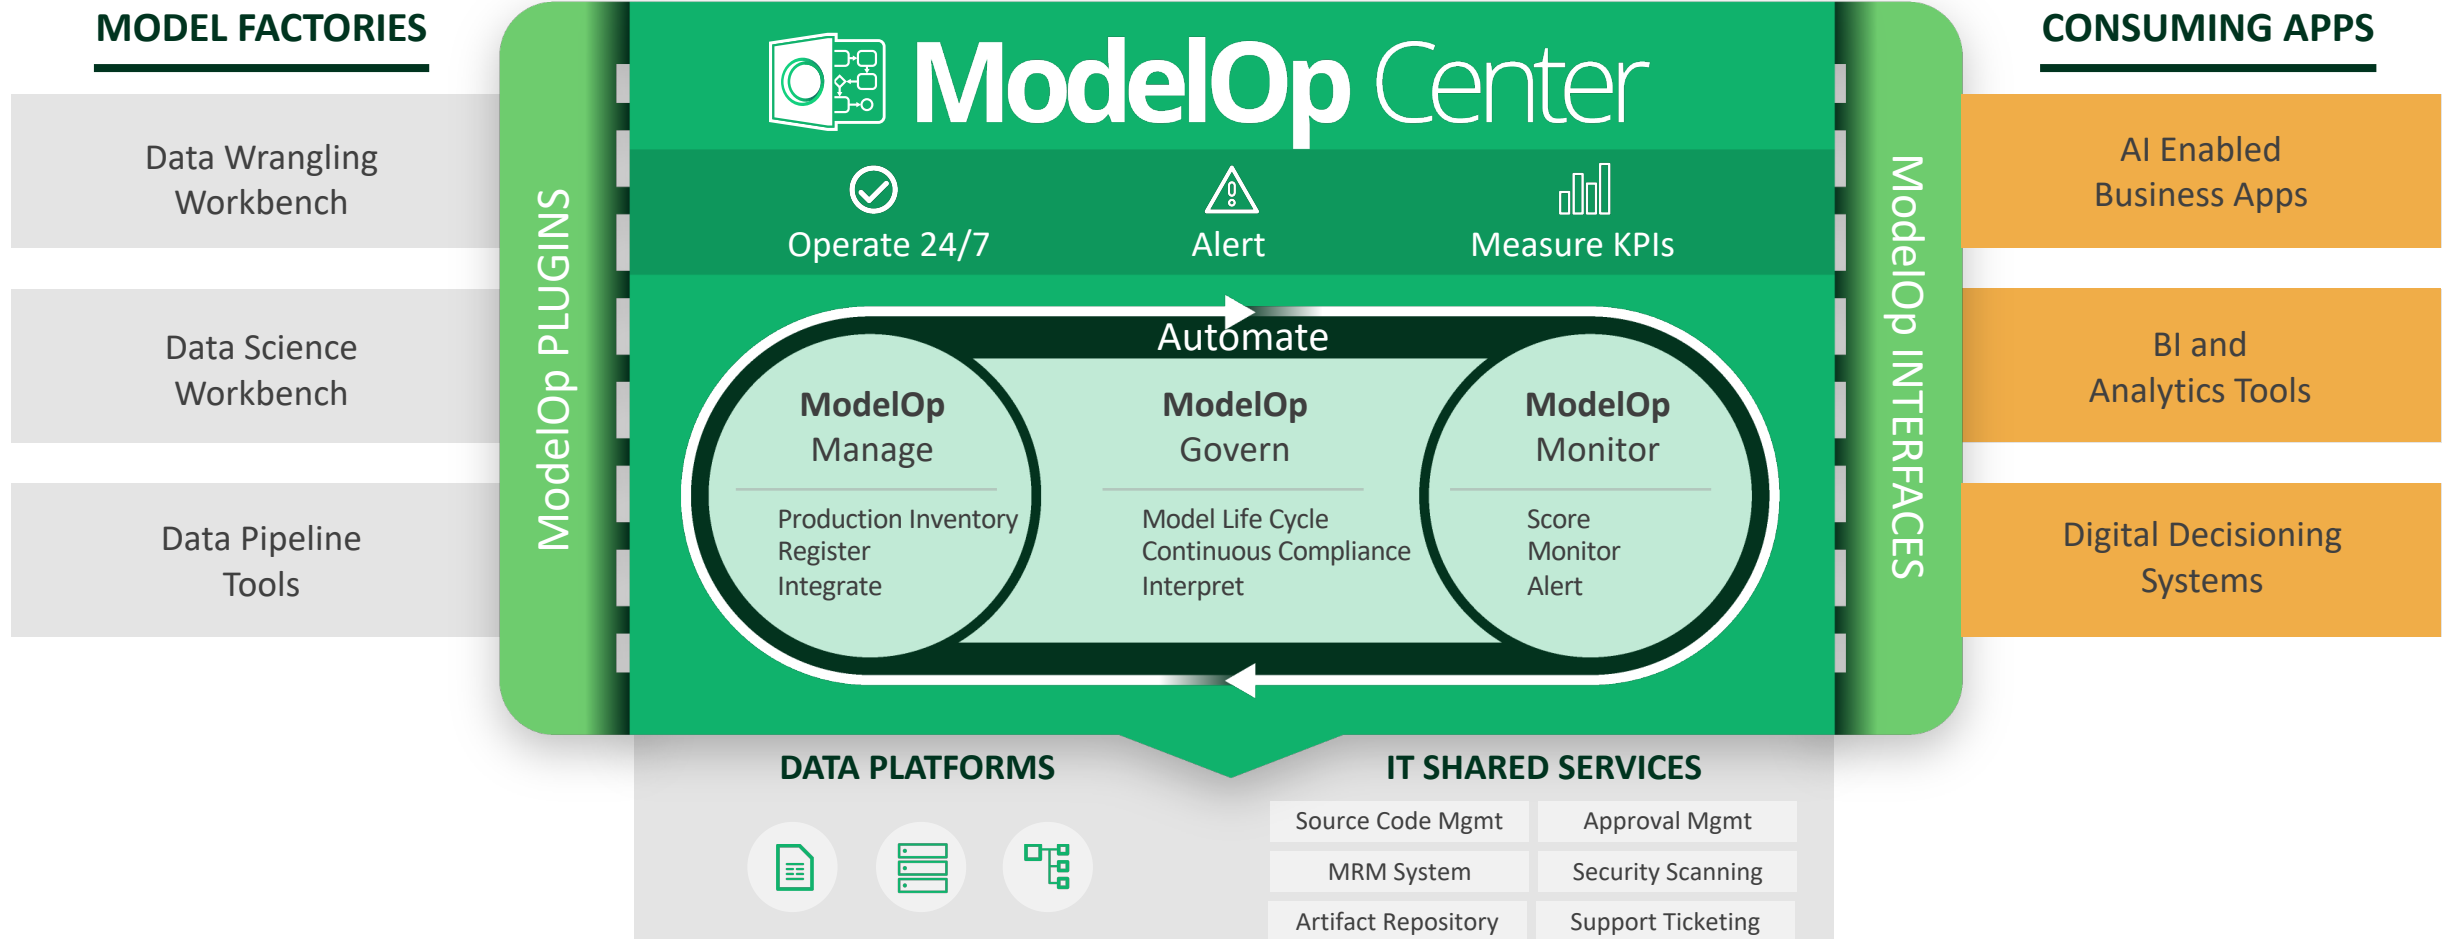 MODEL FACTORIES
Data Wrangling
Workbench
Data Science
Workbench
Data Pipeline
Tools
ModelOp PLUGINS
ModelOp Center
Operate 24/7
Alert
Measure KPIs
Automate
ModelOp
Manage
Production Inventory
Register
Integrate
ModelOp
Govern
Model Life Cycle
Continuous Compliance
Interpret
ModelOp
Monitor
Score
Monitor
Alert
ModelOp INTERFACES
CONSUMING APPS
AI Enabled
Business Apps
BI and
Analytics Tools
Digital Decisioning
Systems
DATA PLATFORMS
IT SHARED SERVICES
Source Code Mgmt
Approval Mgmt
MRM System
Security Scanning
Artifact Repository
Support Ticketing